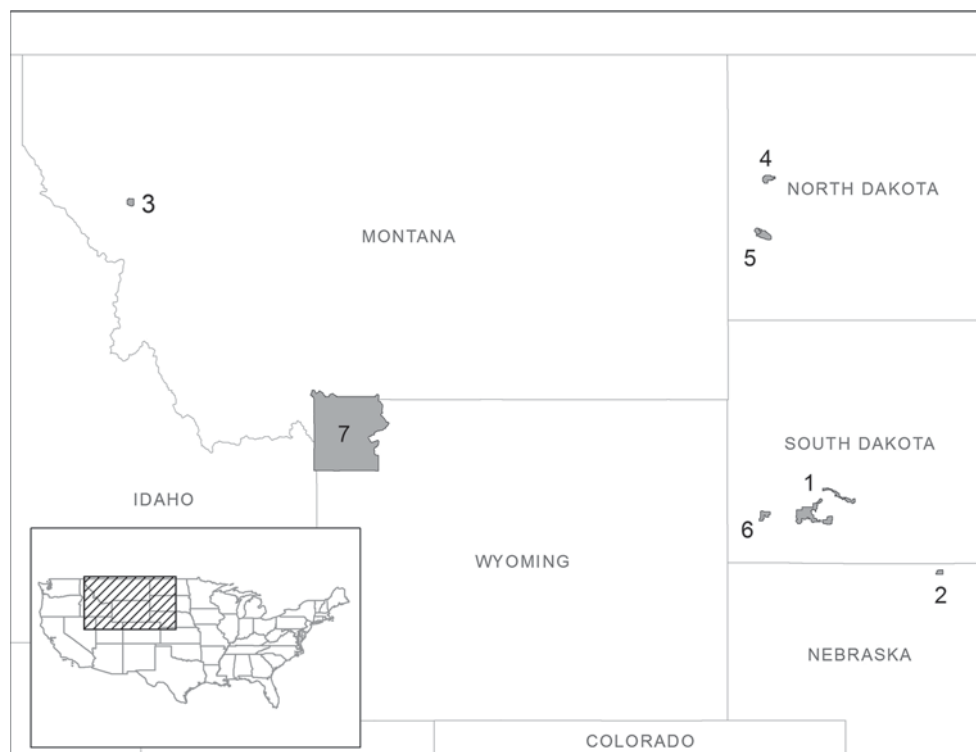 4
NORTH DAKOTA
3
MONTANA
5
7
SOUTH DAKOTA
1
IDAHO
6
WYOMING
2
NEBRASKA
COLORADO